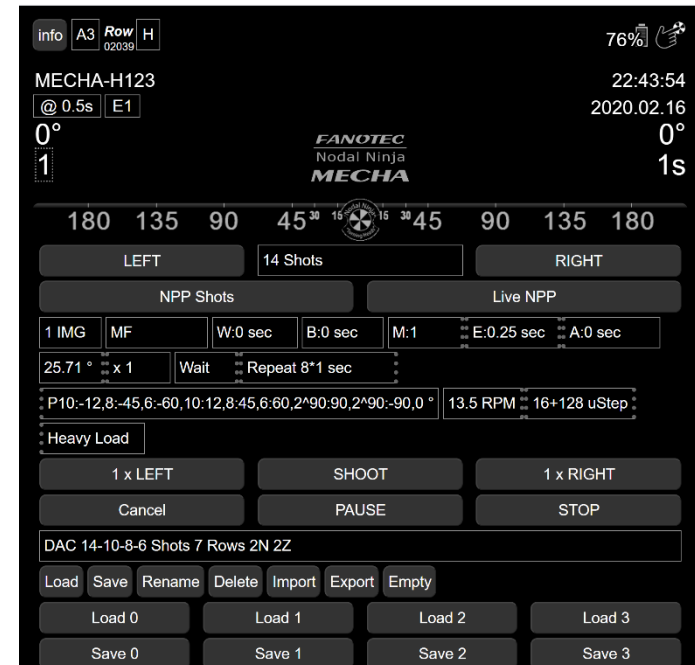 info A3 Row 02039 H 76%
MECHA-H123 22:43:54
@ 0.5s E1 2020.02.16
0° FANOTEC 0°
1 Nodal Ninja 1s
MECHA
180 135 90 45 30 15 15 30 45 90 135 180
LEFT 14 Shots RIGHT
NPP Shots Live NPP
1 IMG MF W:0 sec B:0 sec M:1 E:0.25 sec A:0 sec
25.71 ° x 1 Wait Repeat 8*1 sec
P10:-12,8:-45,6:-60,10:12,8:45,6:60,2^90:90,2^90:-90,0 ° 13.5 RPM 16+128 uStep
Heavy Load
1 x LEFT SHOOT 1 x RIGHT
Cancel PAUSE STOP
DAC 14-10-8-6 Shots 7 Rows 2N 2Z
Load Save Rename Delete Import Export Empty
Load 0 Load 1 Load 2 Load 3
Save 0 Save 1 Save 2 Save 3